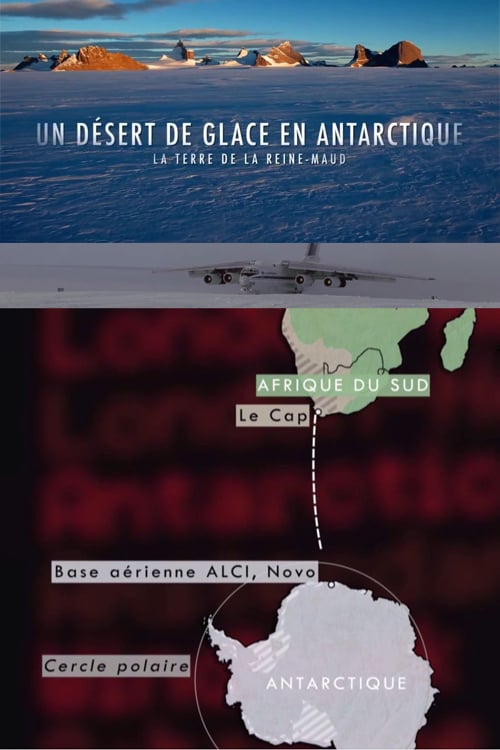 UN DÉSERT DE GLACE EN ANTARCTIQUE
LA TERRE DE LA REINE-MAUD
AFRIQUE DU SUD
Le Cap
Antarctic
Base aérienne ALCI, Novo
Cercle polaire
ANTARCTIQUE